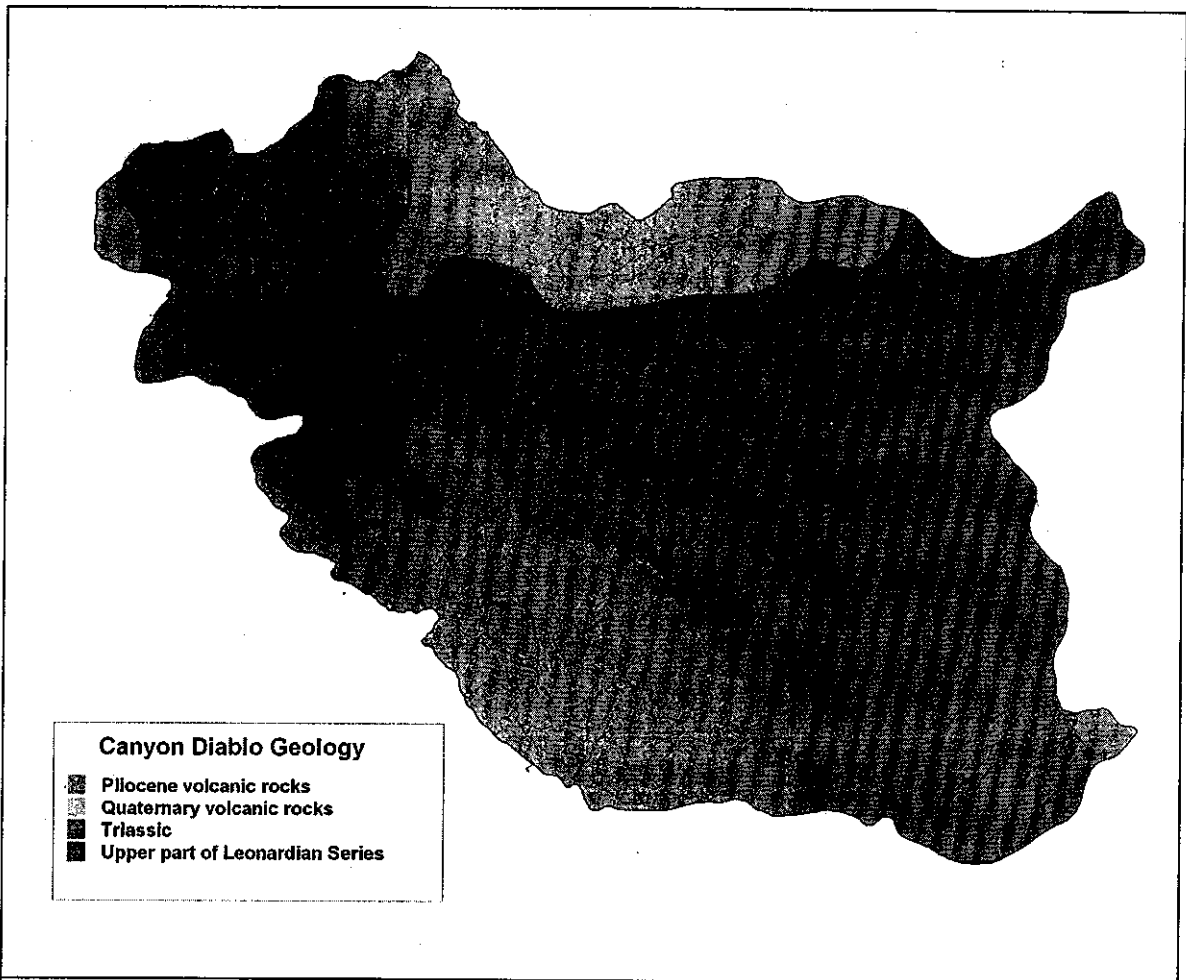 Canyon Diablo Geology
Pliocene volcanic rocks
Quaternary volcanic rocks
Triassic
Upper part of Leonardian Series